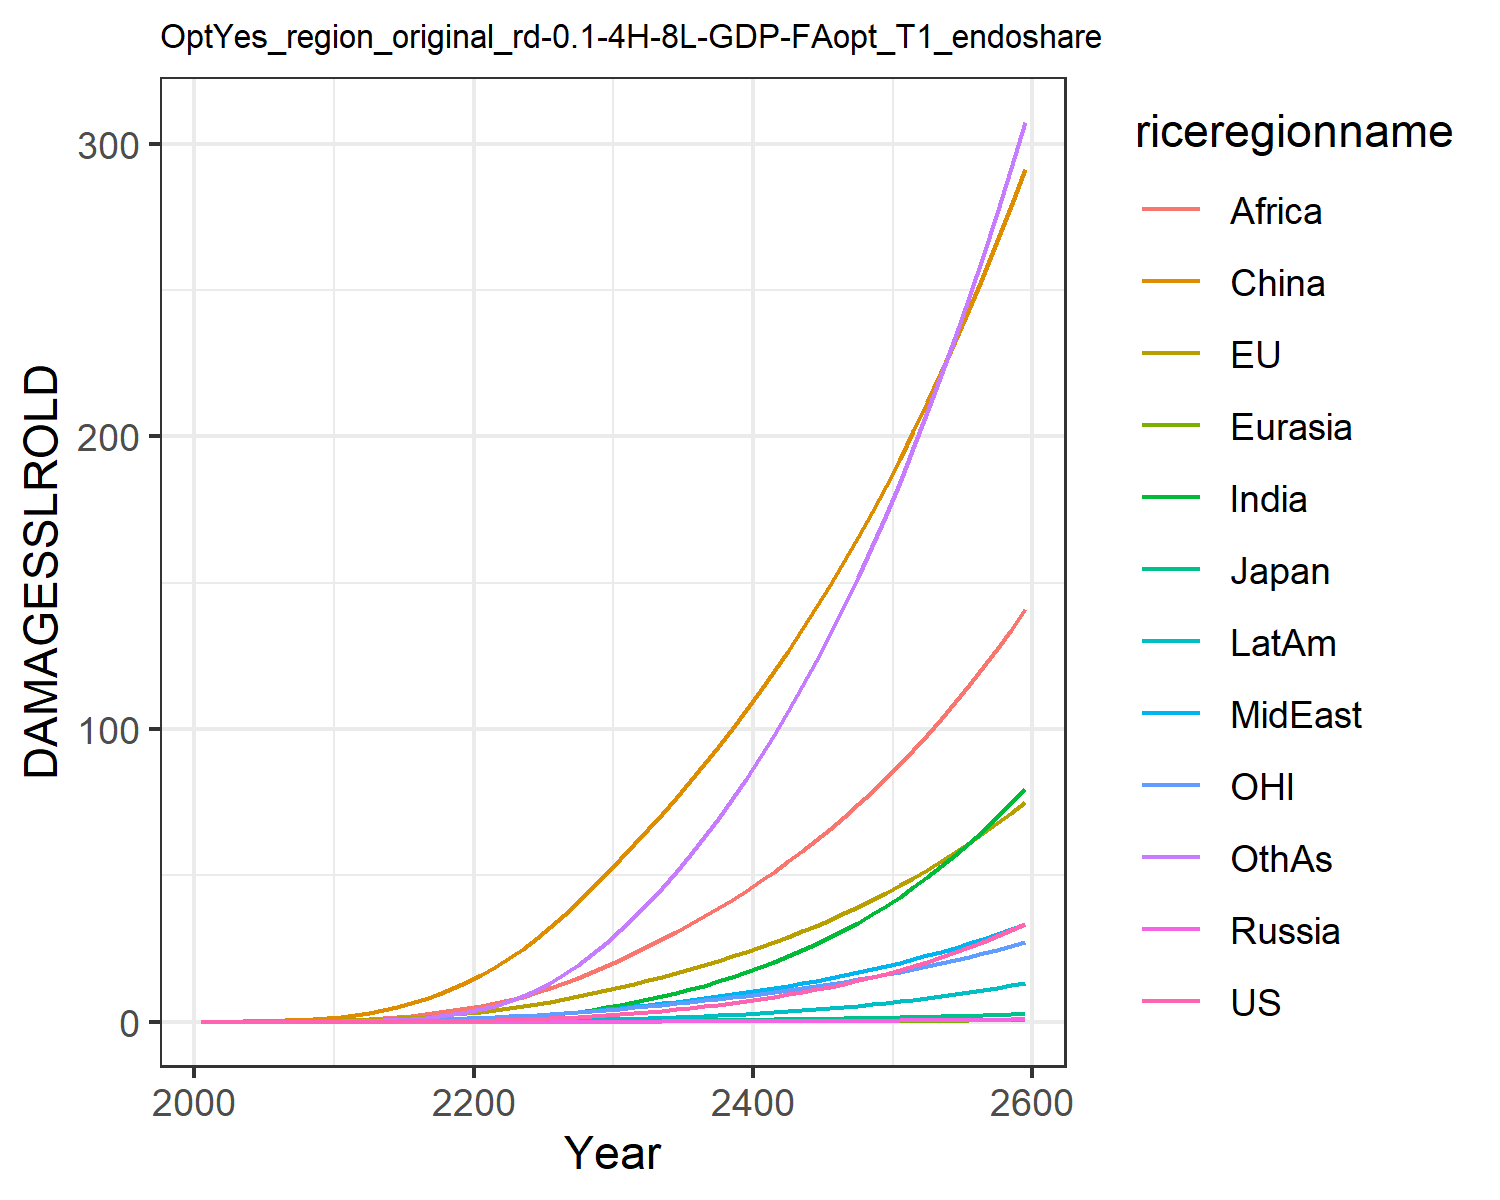 OptYes_region_original_rd-0.1-4H-8L-GDP-FAopt_T1_endoshare
DAMAGESSLROLD
300
200
100
0
2000 2200 2400 2600
Year
riceregionname
Africa
China
EU
Eurasia
India
Japan
LatAm
MidEast
OHI
OthAs
Russia
US